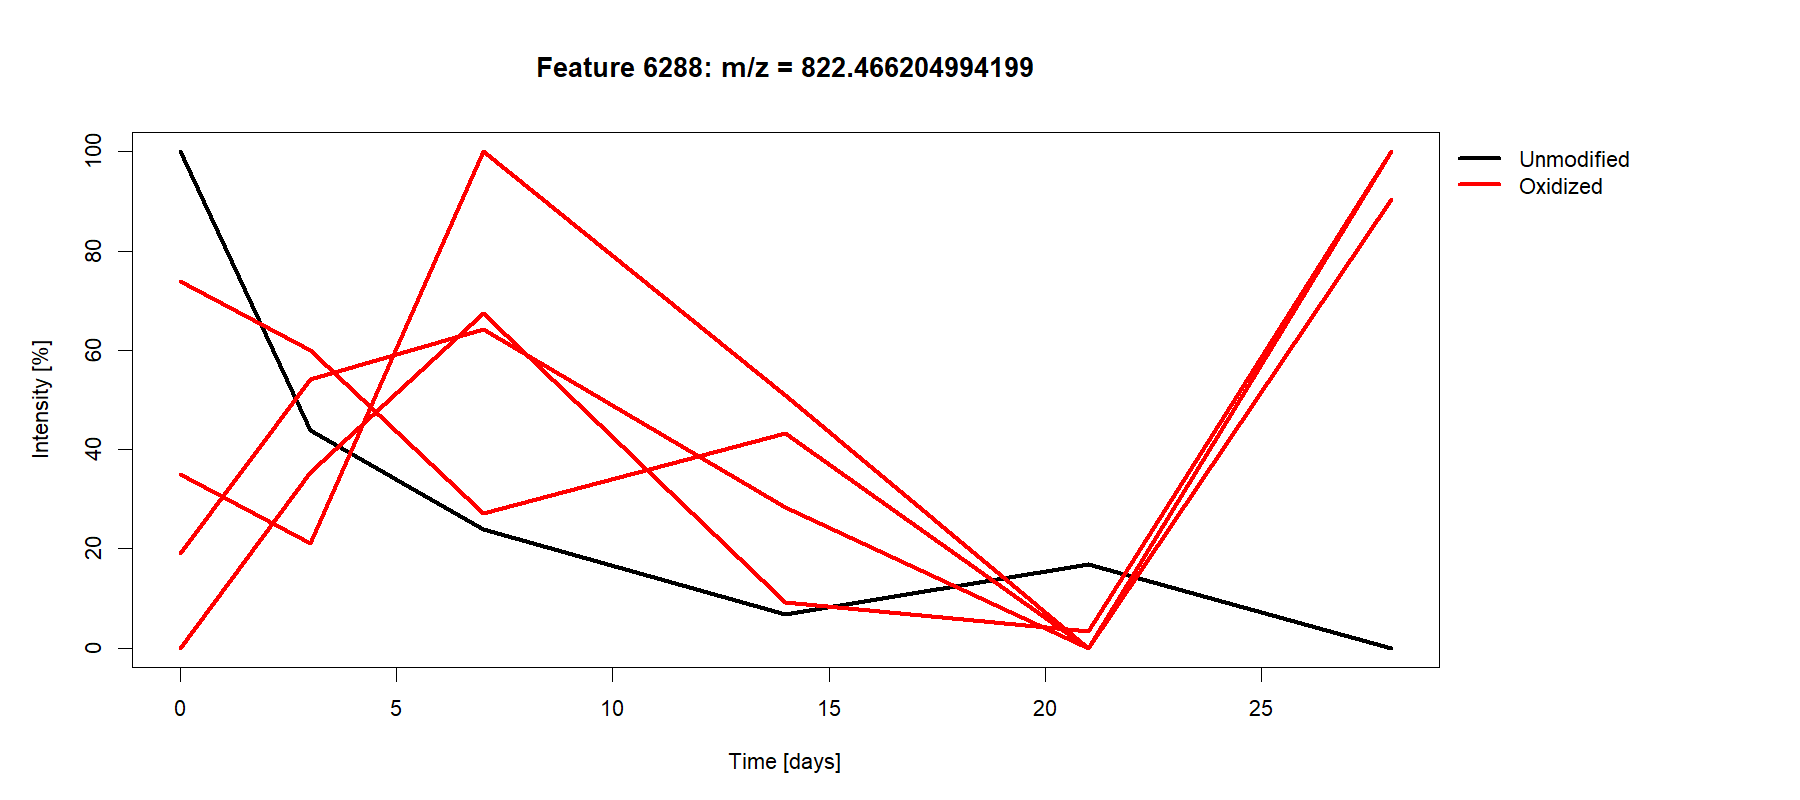 Feature 6288: m/z = 822.466204994199
Unmodified
Oxidized
Intensity [%]
100
80
60
40
20
0
0 5 10 15 20 25
Time [days]